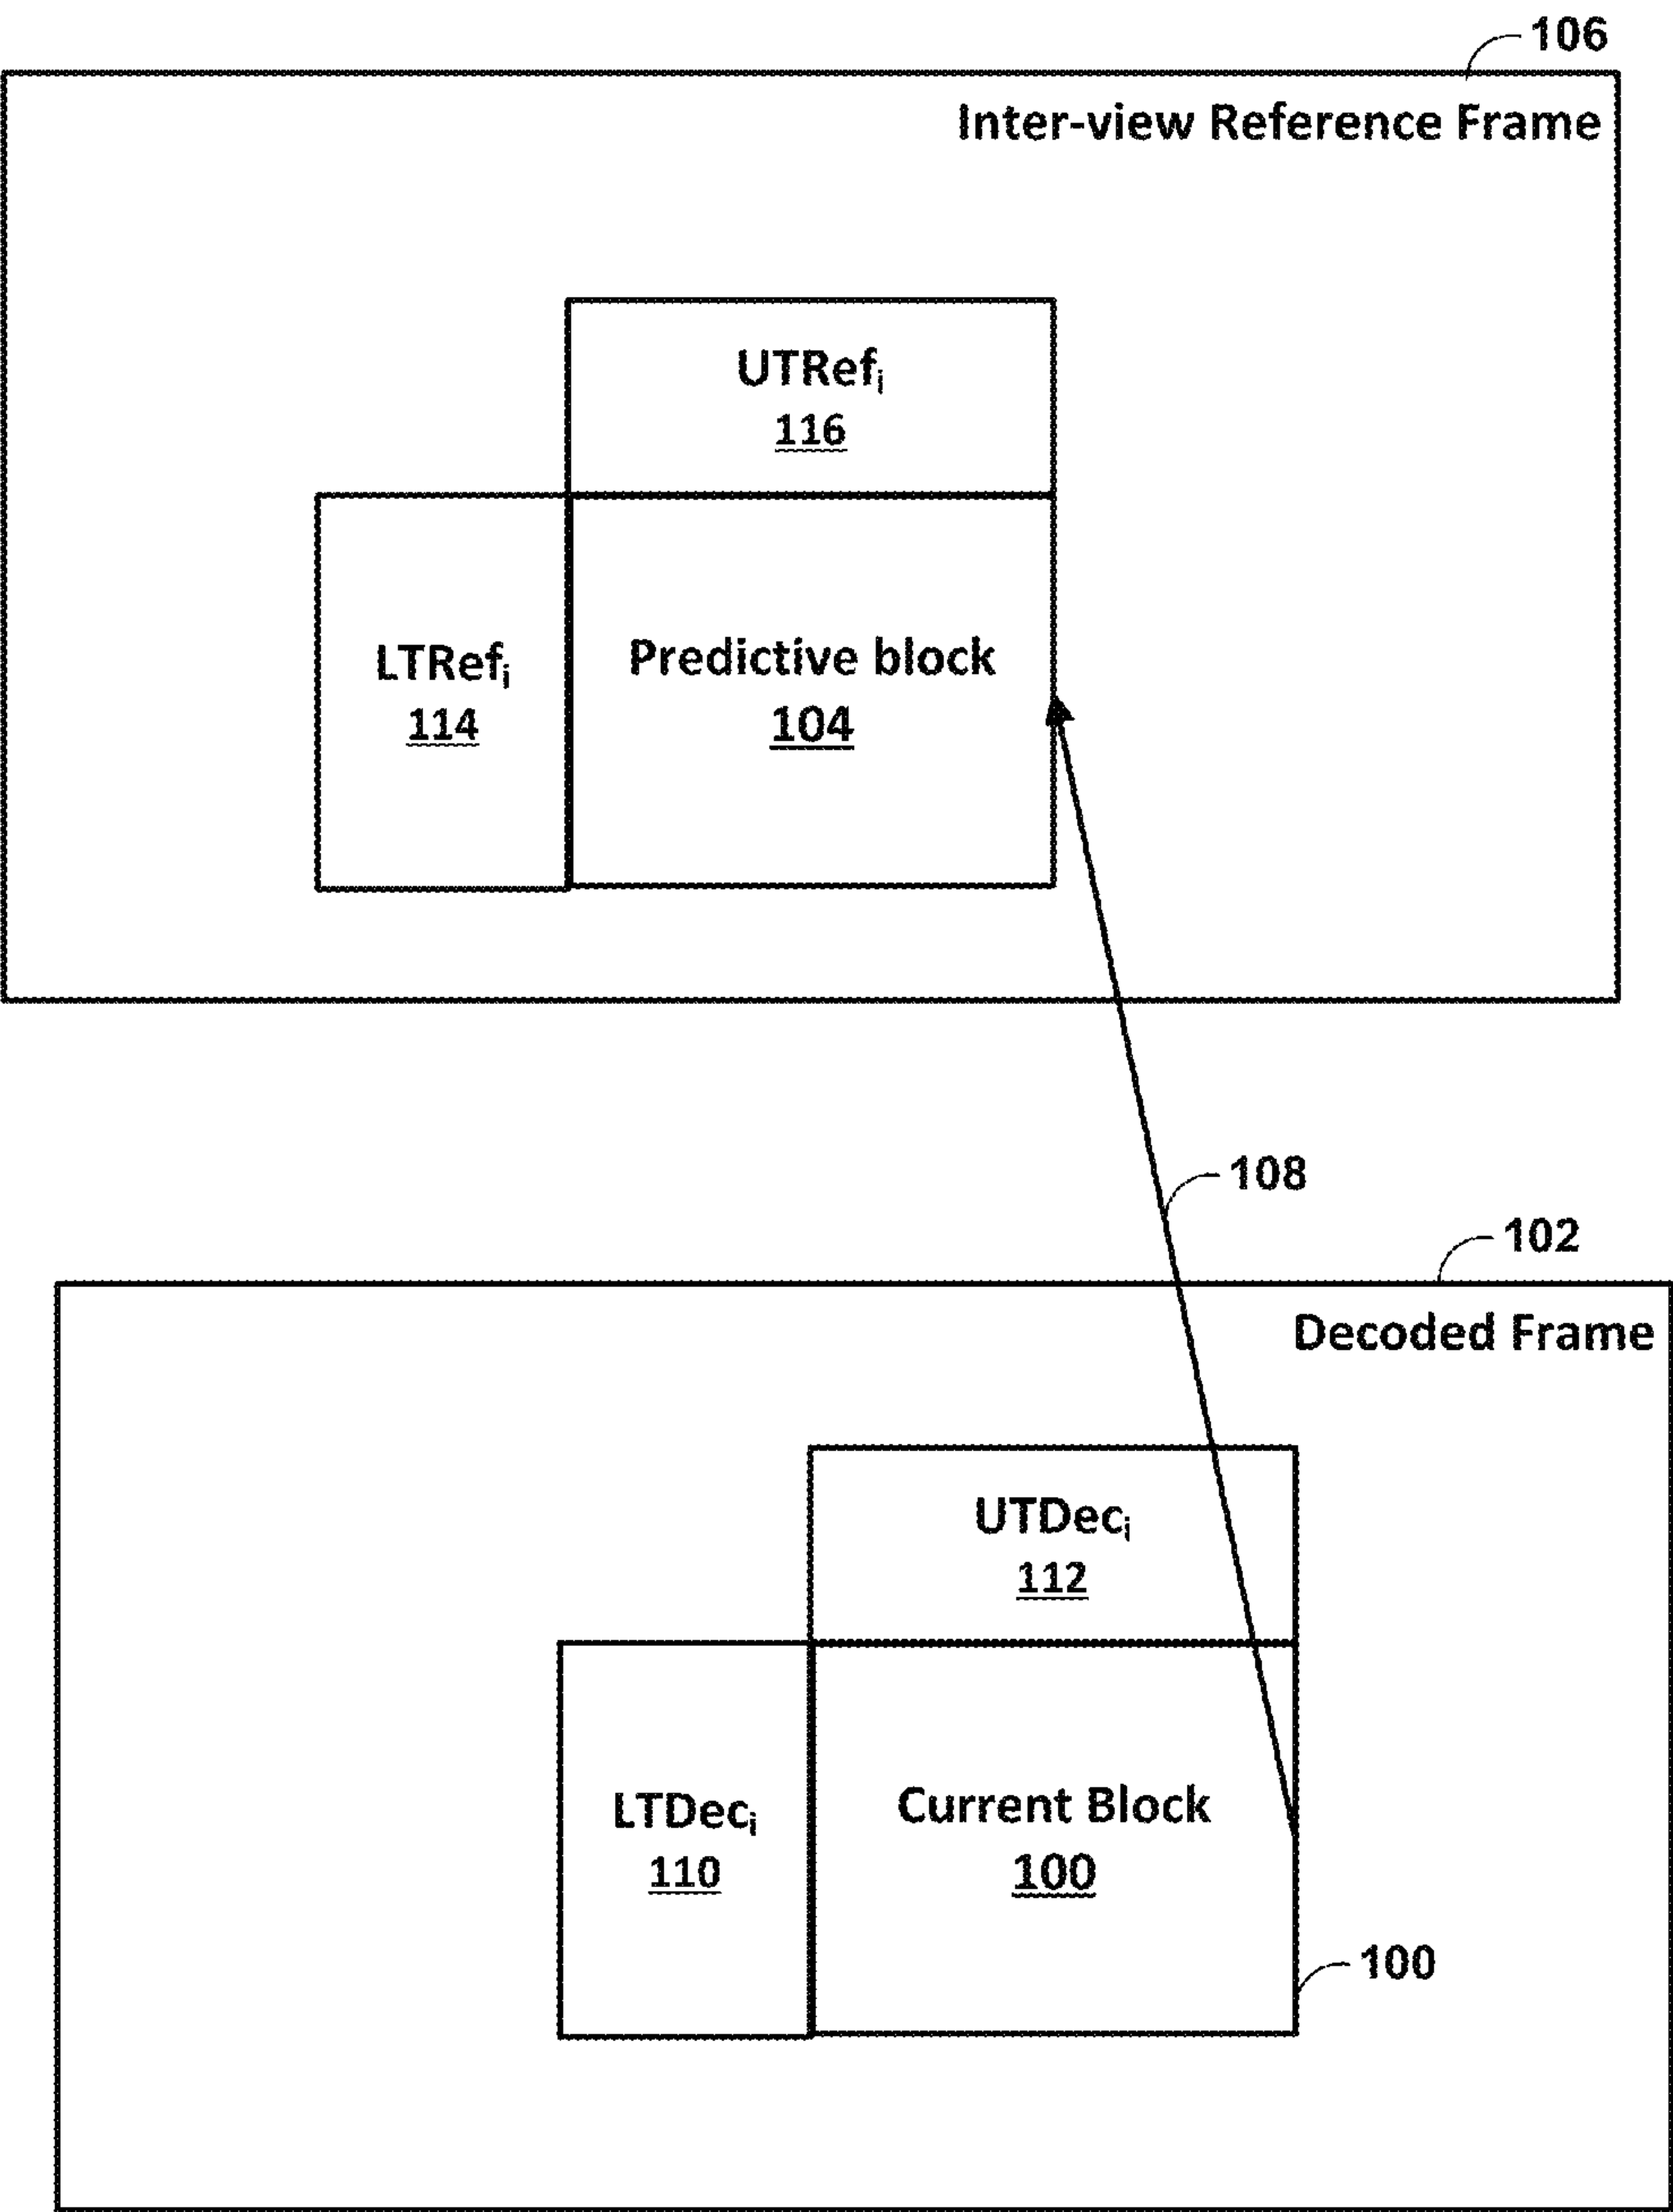 106
Inter-view Reference Frame
UTRefᵢ
116
LTRefᵢ
114
Predictive block
104
108
102
Decoded Frame
UTDecᵢ
112
LTDecᵢ
110
Current Block
100
100